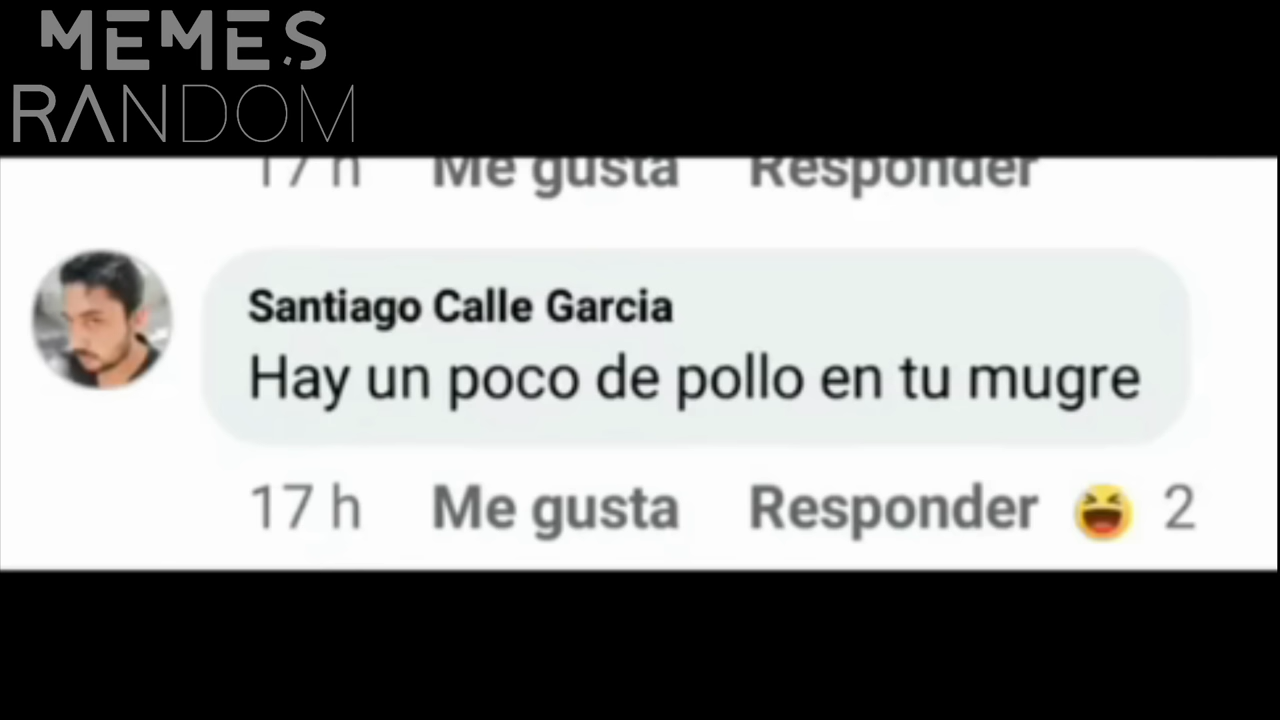 MEMES
RANDOM
17 h Me gusta Responder
Santiago Calle Garcia
Hay un poco de pollo en tu mugre
17 h Me gusta Responder 😆 2